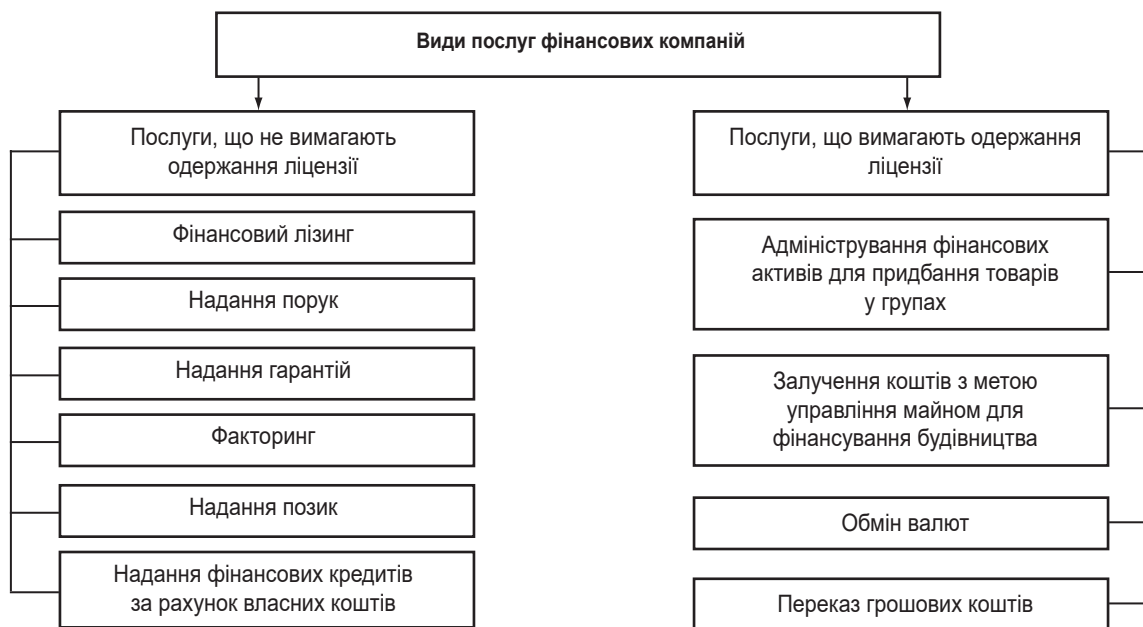 Види послуг фінансових компаній
Послуги, що не вимагають
одержання ліцензії
Фінансовий лізинг
Надання порук
Надання гарантій
Факторинг
Надання позик
Надання фінансових кредитів
за рахунок власних коштів
Послуги, що вимагають одержання
ліцензії
Адміністрування фінансових
активів для придбання товарів
у групах
Залучення коштів з метою
управління майном для
фінансування будівництва
Обмін валют
Переказ грошових коштів